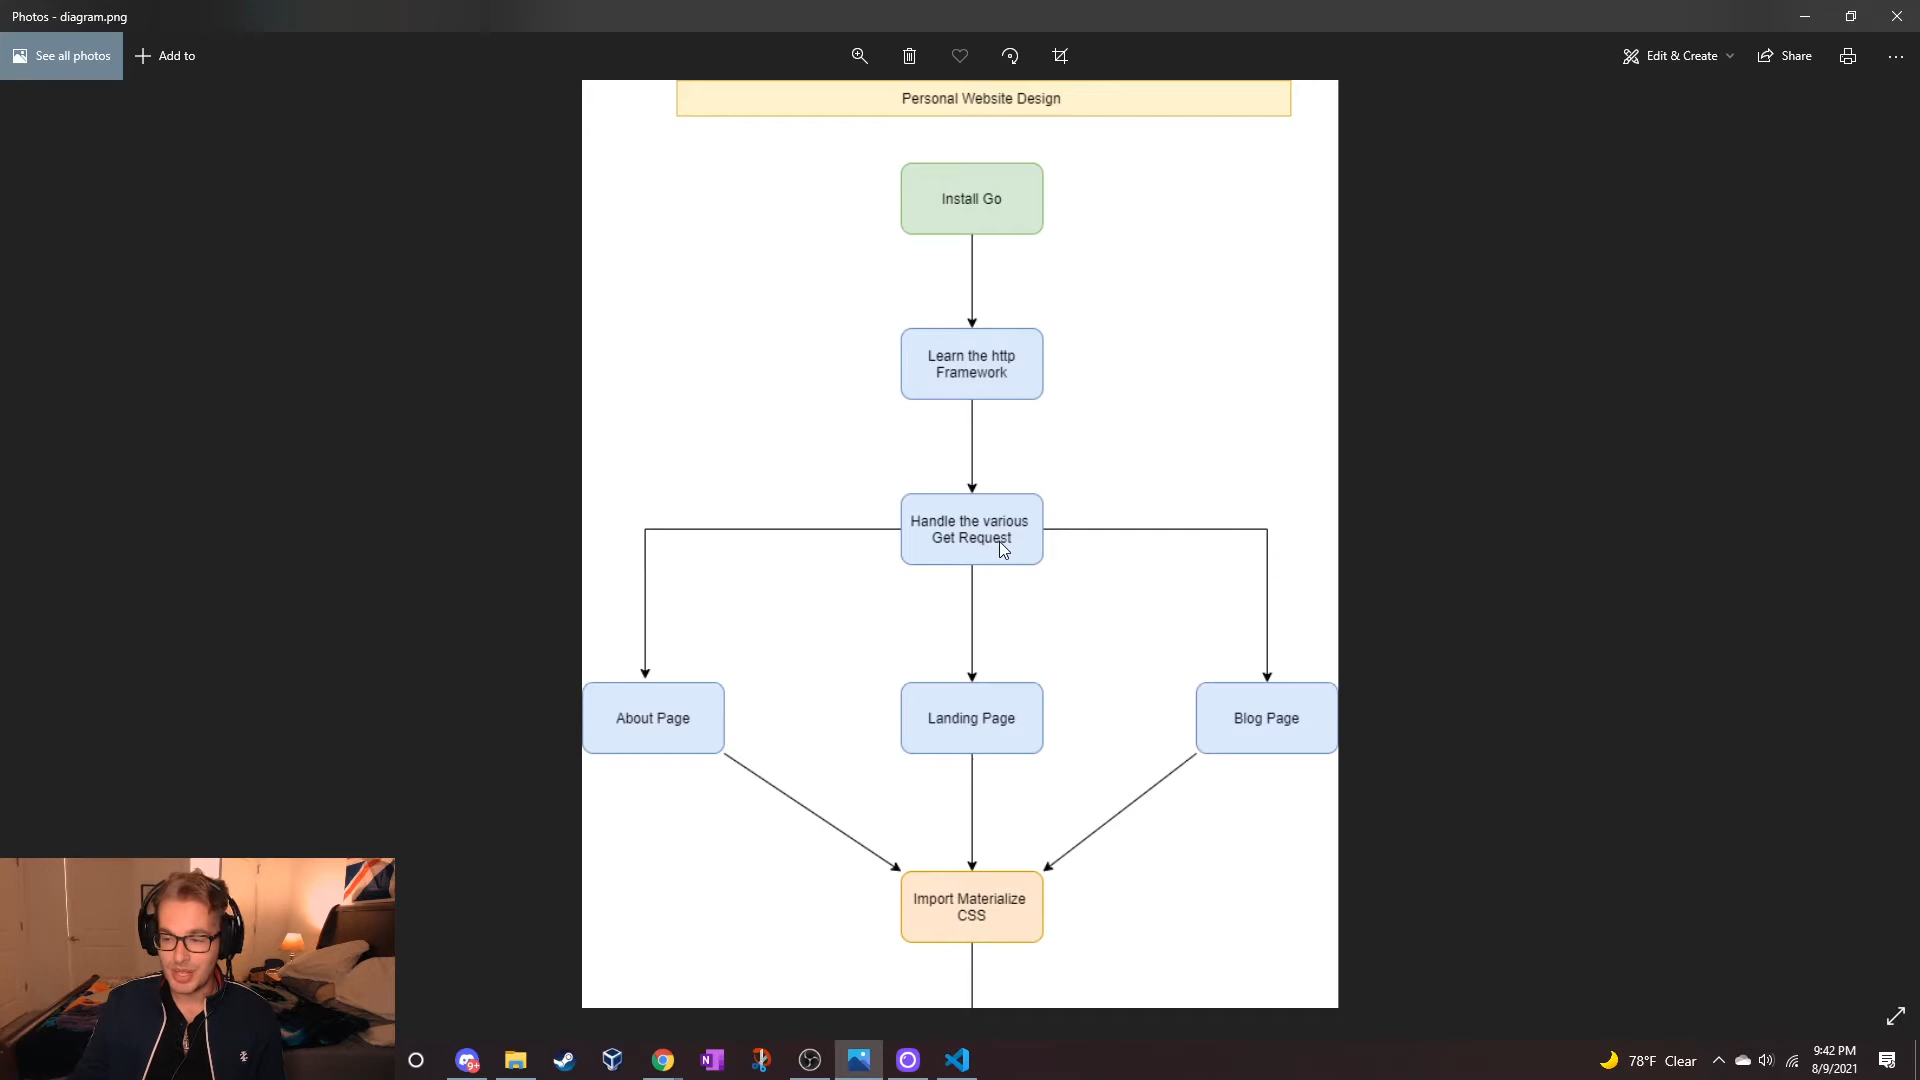 Photos - diagram.png
See all photos
Add to
Edit & Create
Share
Personal Website Design
Install Go
Learn the http
Framework
Handle the various
Get Request
About Page
Landing Page
Blog Page
Import Materialize
CSS
9+
N
78°F Clear
9:42 PM
8/9/2021